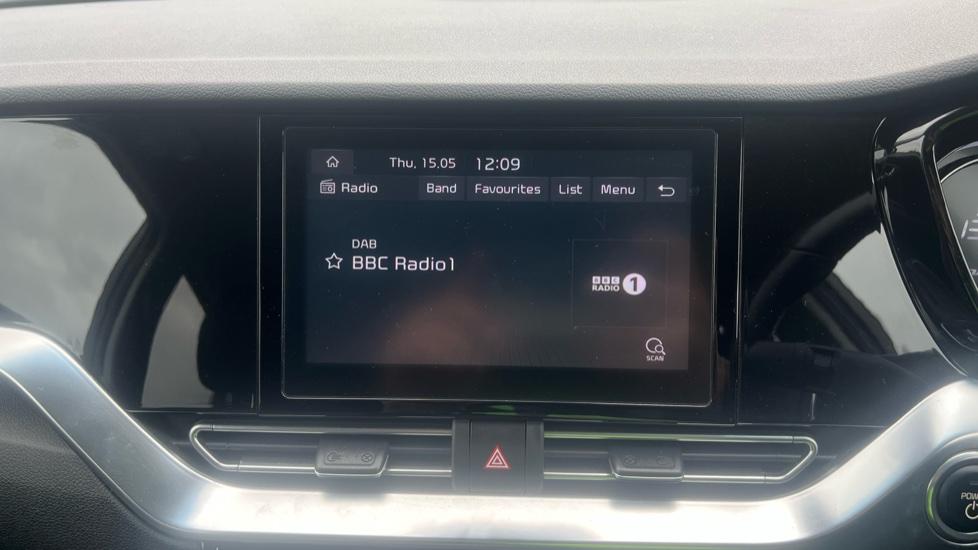 Thu, 15.05 12:09
Radio Band Favourites List Menu
DAB
BBC Radio1
BBC
RADIO 1
SCAN